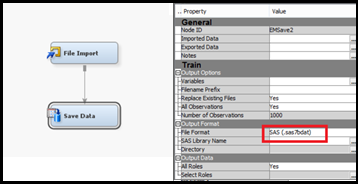 File Import
Save Data
.. Property
Value
General
Node ID
EMSave2
Imported Data
Exported Data
Notes
Train
Output Options
Variables
Filename Prefix
Replace Existing Files
Yes
All Observations
Yes
Number of Observations
1000
Output Format
File Format
SAS (.sas7bdat)
SAS Library Name
Directory
Output Data
All Roles
Yes
Select Roles